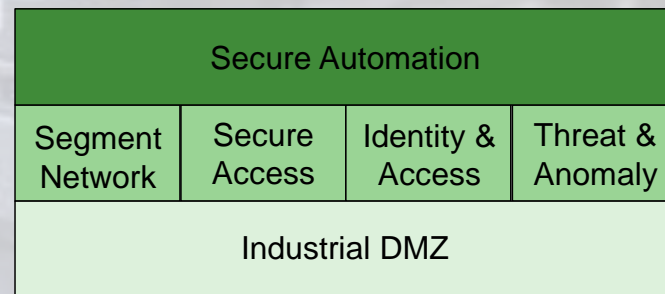 Secure Automation
Segment
Network
Secure
Access
Identity &
Access
Threat &
Anomaly
Industrial DMZ